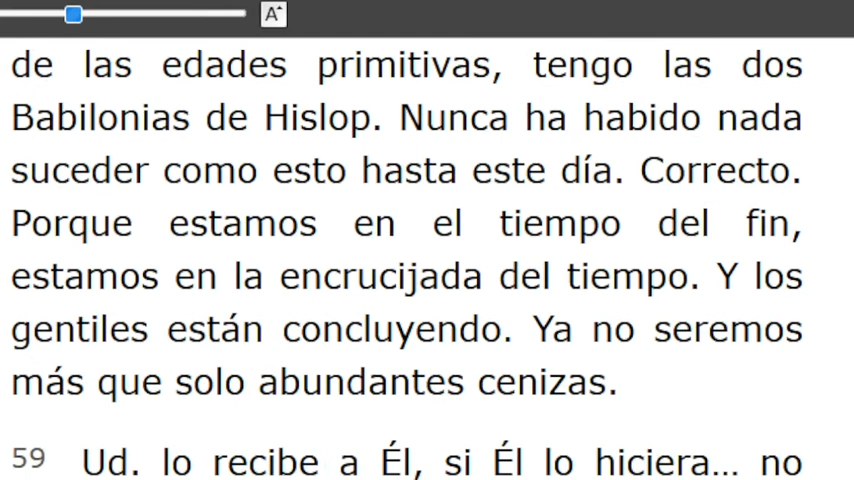 A
de las edades primitivas, tengo las dos
Babilonias de Hislop. Nunca ha habido nada
suceder como esto hasta este día. Correcto.
Porque estamos en el tiempo del fin,
estamos en la encrucijada del tiempo. Y los
gentiles están concluyendo. Ya no seremos
más que solo abundantes cenizas.
59 Ud. lo recibe a Él, si Él lo hiciera... no